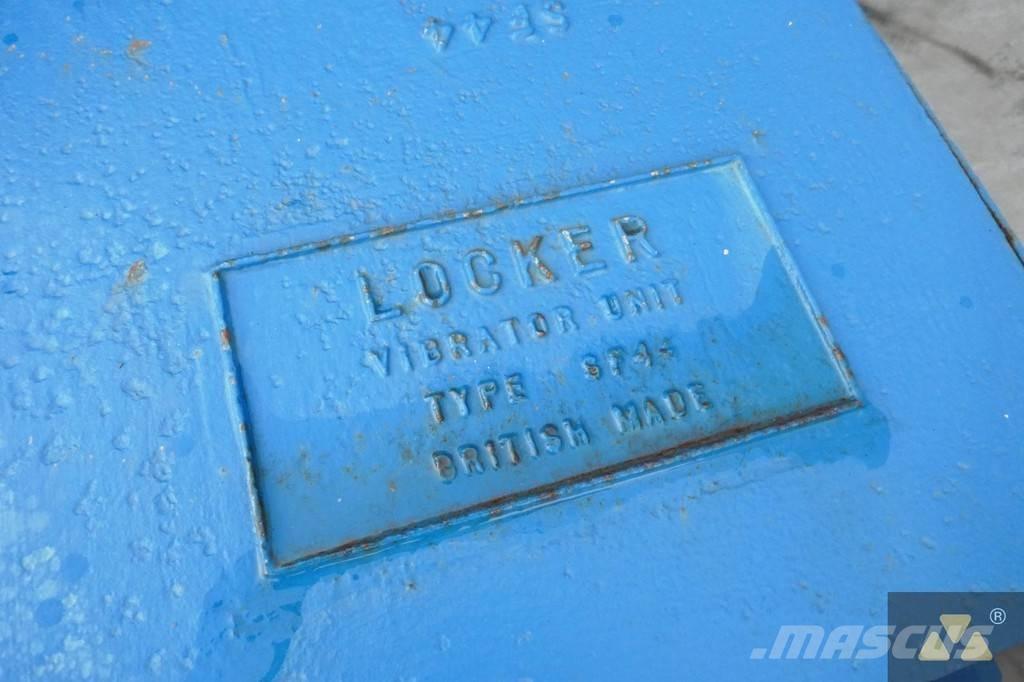 SF44
LOCKER
VIBRATOR UNIT
TYPE SF44
BRITISH MADE
.MASCUS®